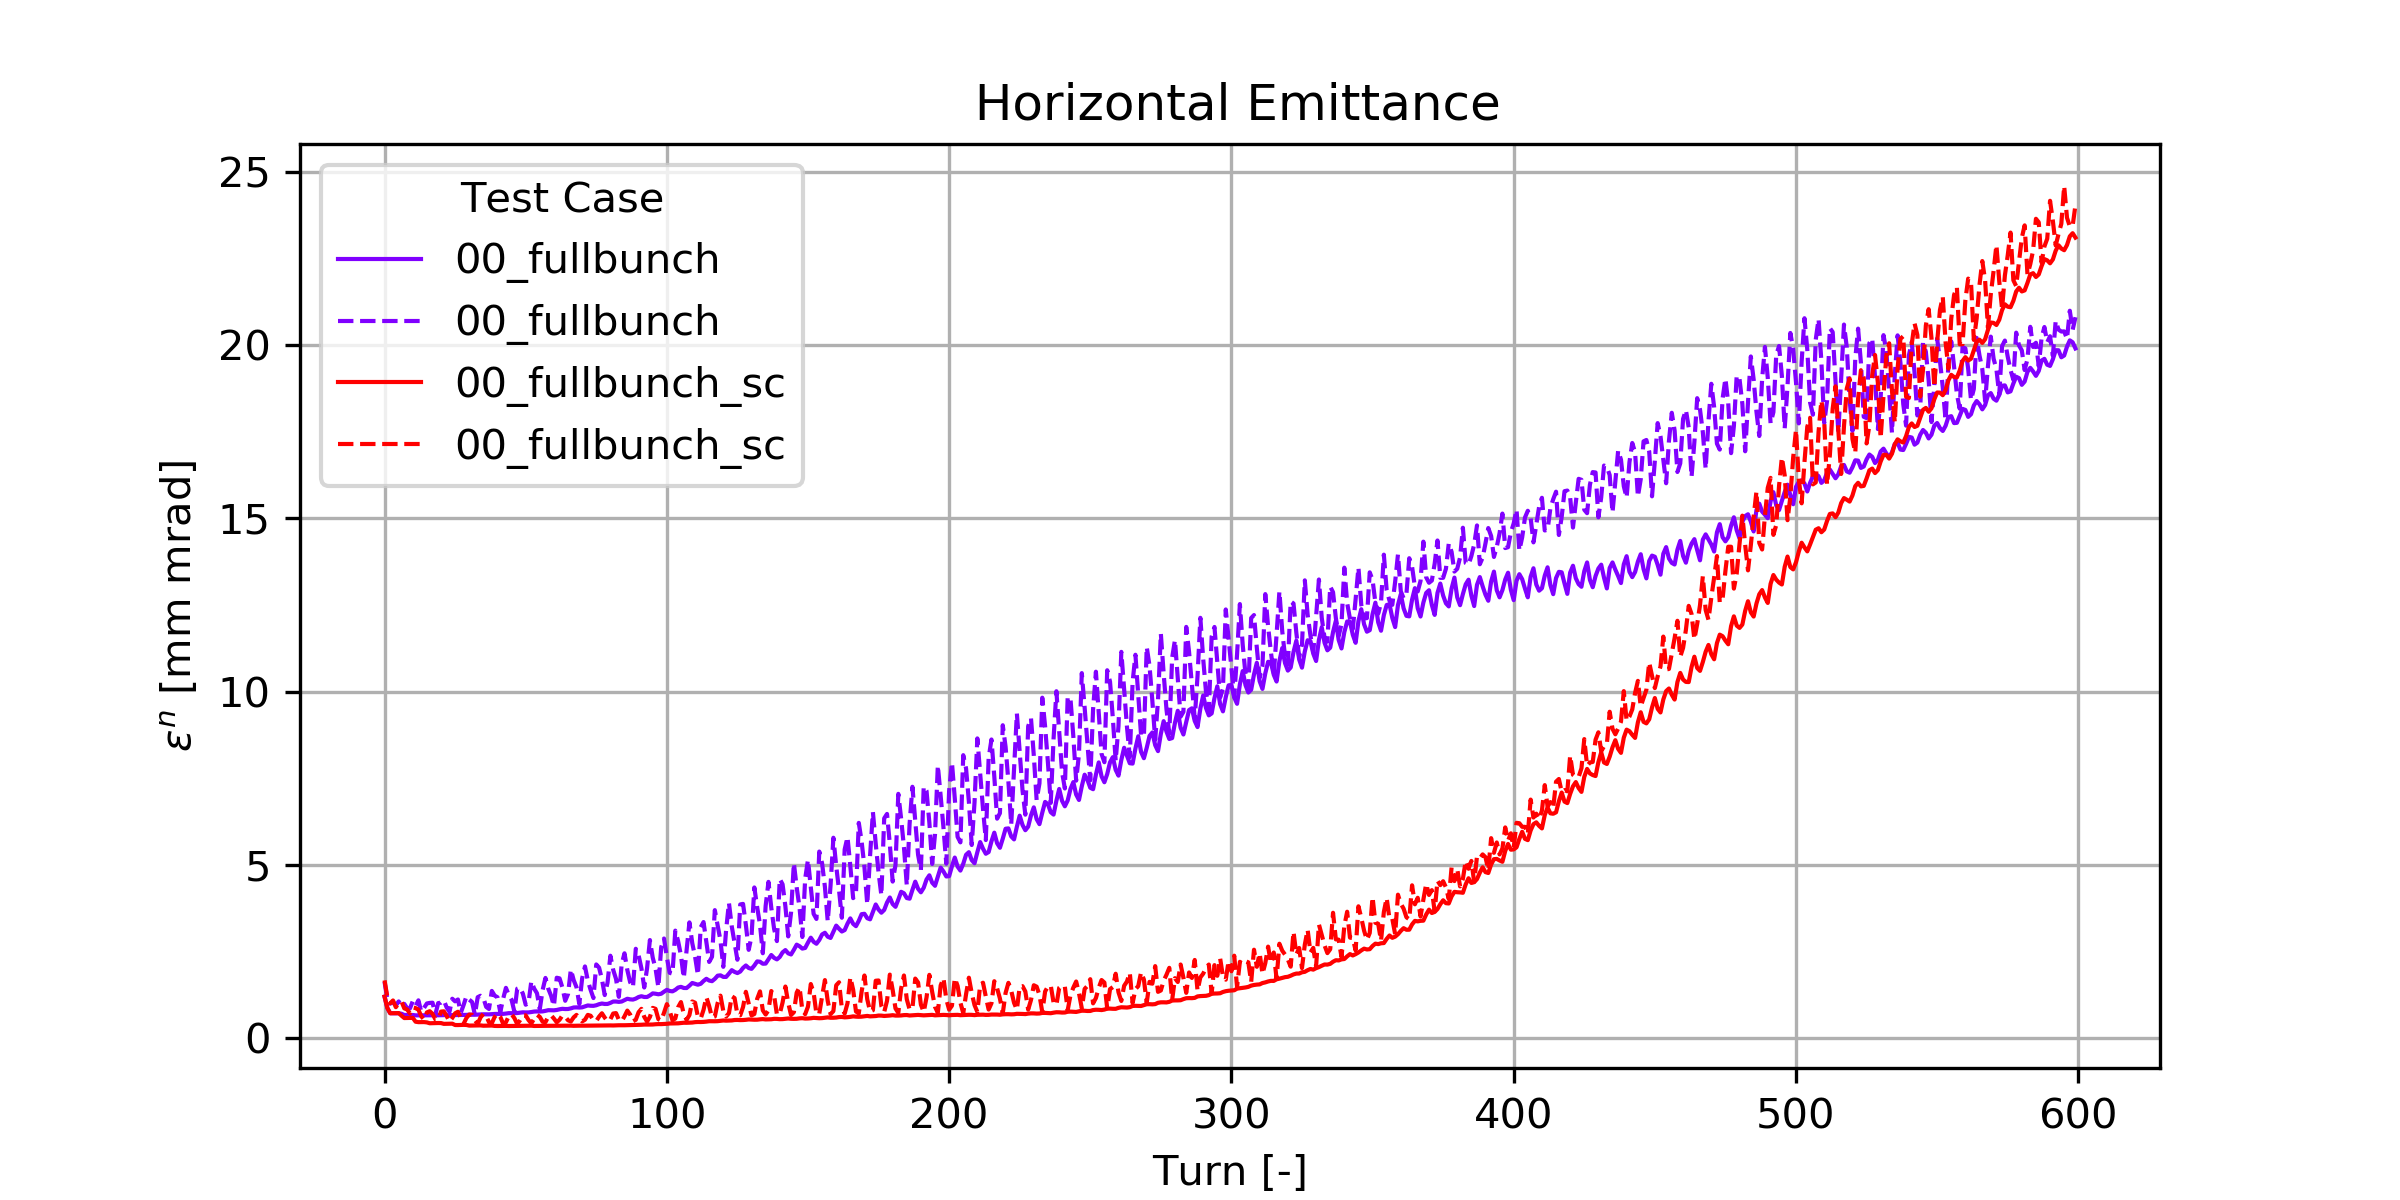 Horizontal Emittance
25
20
15
10
5
0
εⁿ [mm mrad]
Test Case
00_fullbunch
00_fullbunch
00_fullbunch_sc
00_fullbunch_sc
0 100 200 300 400 500 600
Turn [-]